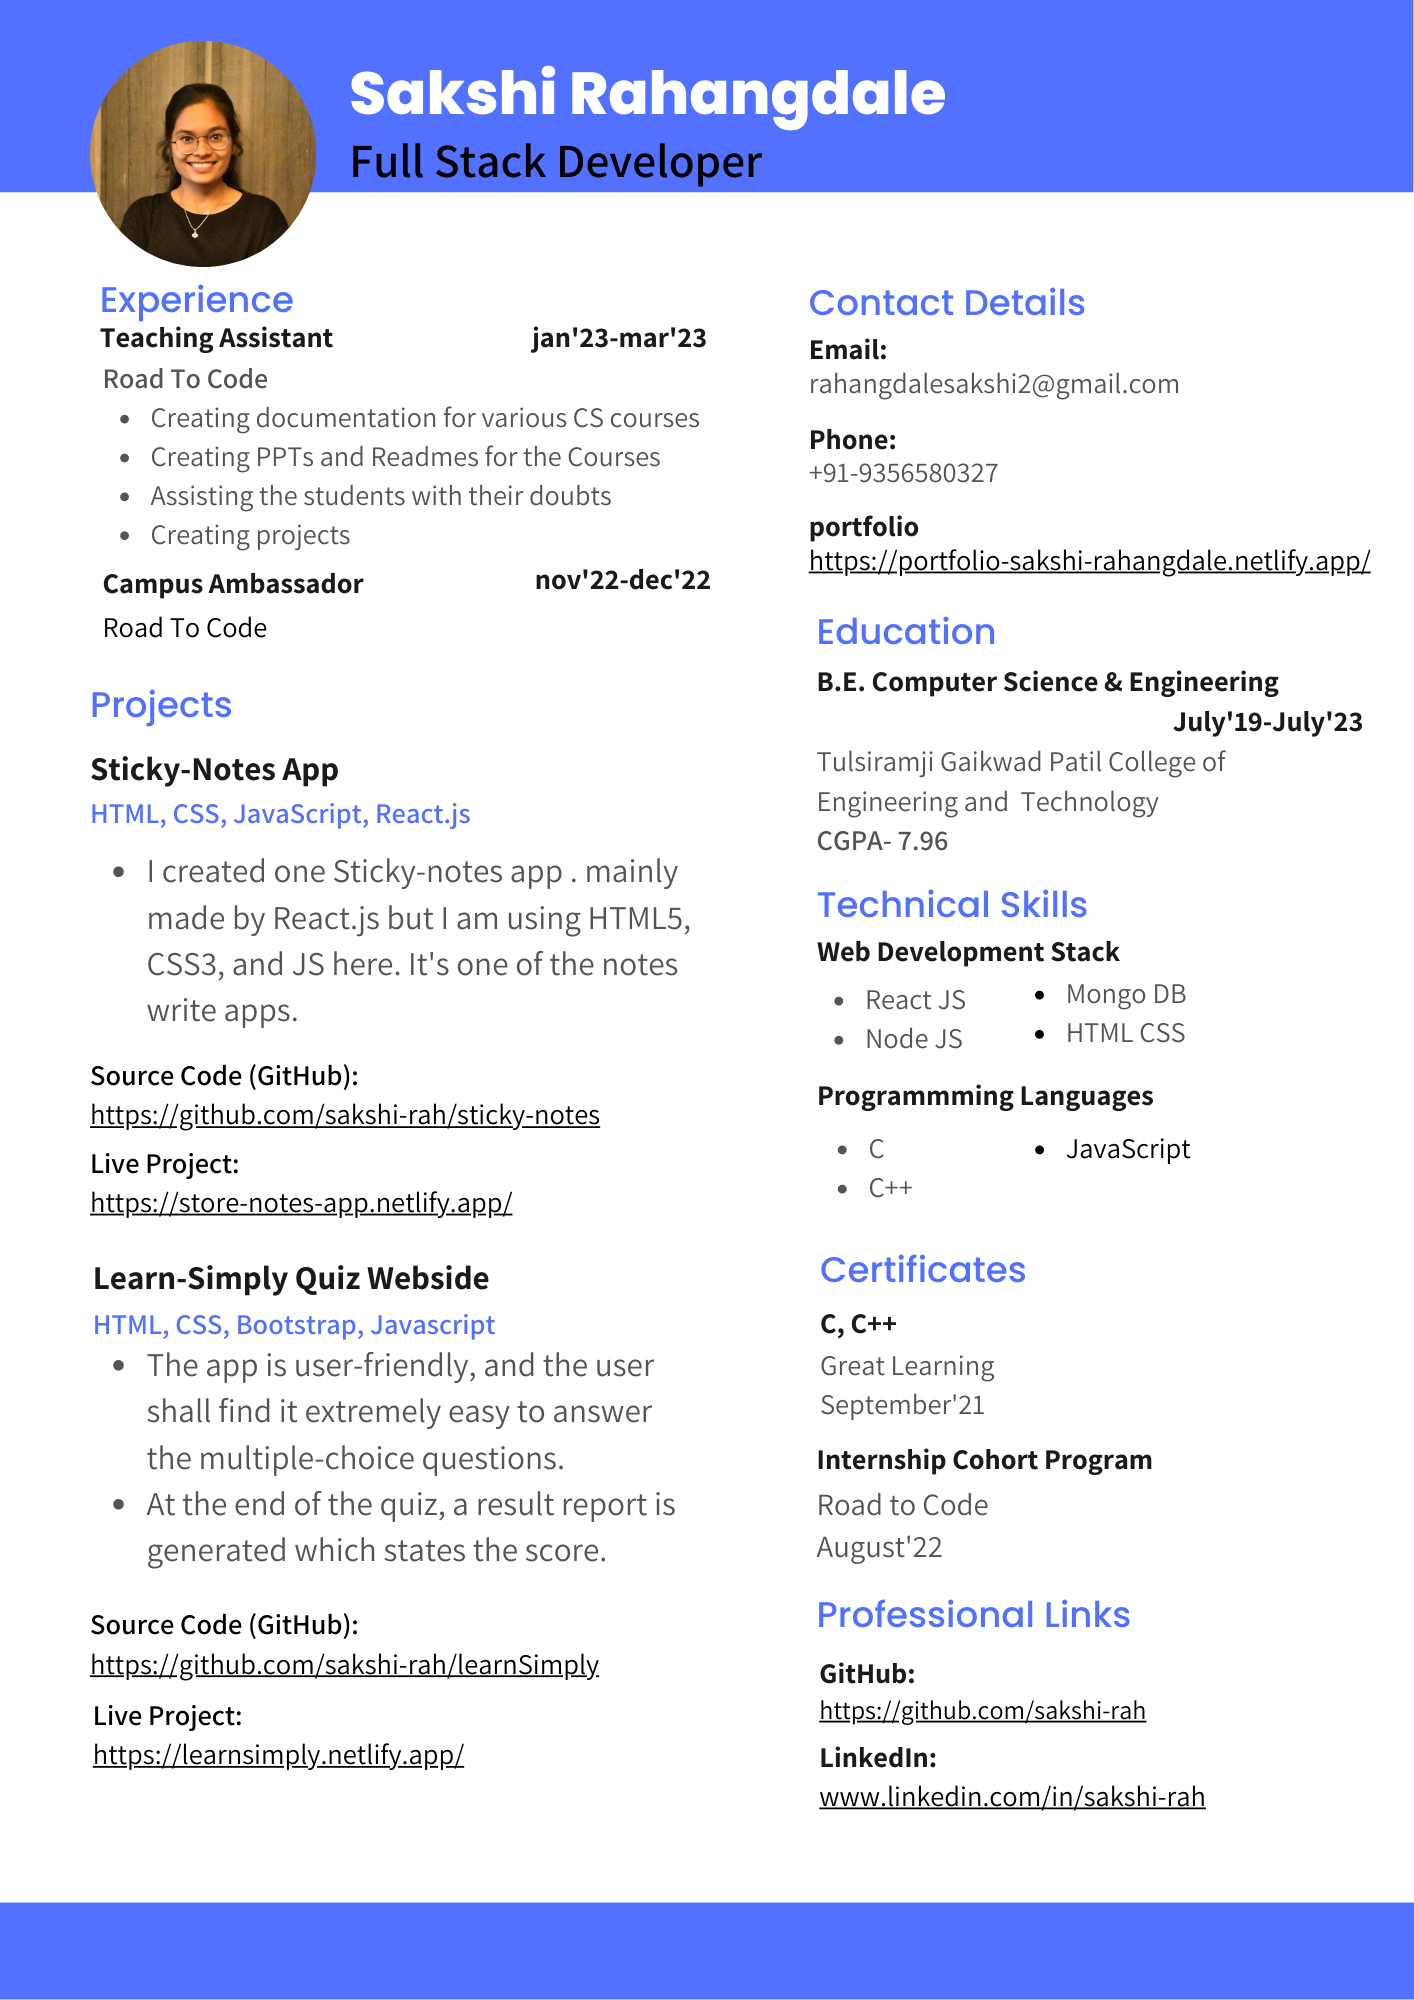 Sakshi Rahangdale
Full Stack Developer
Experience
Teaching Assistant jan'23-mar'23
Road To Code
• Creating documentation for various CS courses
• Creating PPTs and Readmes for the Courses
• Assisting the students with their doubts
• Creating projects
Campus Ambassador nov'22-dec'22
Road To Code
Projects
Sticky-Notes App
HTML, CSS, JavaScript, React.js
• I created one Sticky-notes app . mainly
made by React.js but I am using HTML5,
CSS3, and JS here. It's one of the notes
write apps.
Source Code (GitHub):
https://github.com/sakshi-rah/sticky-notes
Live Project:
https://store-notes-app.netlify.app/
Learn-Simply Quiz Webside
HTML, CSS, Bootstrap, Javascript
• The app is user-friendly, and the user
shall find it extremely easy to answer
the multiple-choice questions.
• At the end of the quiz, a result report is
generated which states the score.
Source Code (GitHub):
https://github.com/sakshi-rah/learnSimply
Live Project:
https://learnsimply.netlify.app/
Contact Details
Email:
rahangdalesakshi2@gmail.com
Phone:
+91-9356580327
portfolio
https://portfolio-sakshi-rahangdale.netlify.app/
Education
B.E. Computer Science & Engineering
July'19-July'23
Tulsiramji Gaikwad Patil College of
Engineering and  Technology
CGPA- 7.96
Technical Skills
Web Development Stack
• React JS • Mongo DB
• Node JS • HTML CSS
Programmming Languages
• C • JavaScript
• C++
Certificates
C, C++
Great Learning
September'21
Internship Cohort Program
Road to Code
August'22
Professional Links
GitHub:
https://github.com/sakshi-rah
LinkedIn:
www.linkedin.com/in/sakshi-rah